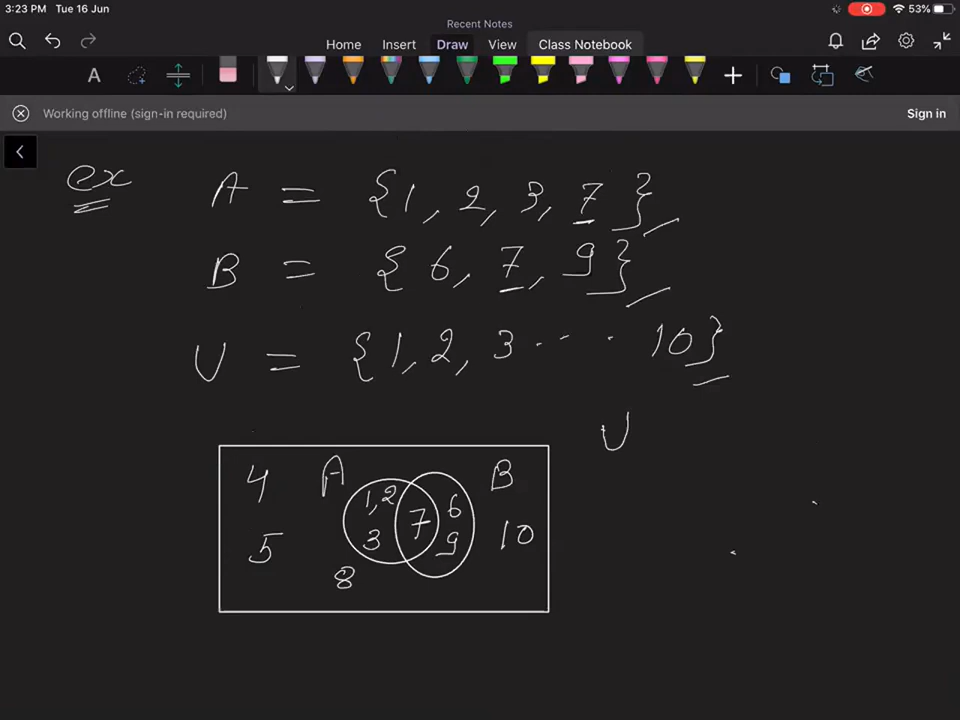 3:23 PM Tue 16 Jun 53%
Recent Notes
Home Insert Draw View Class Notebook
A
Working offline (sign-in required) Sign in
ex A = {1, 2, 3, 7}
B = {6, 7, 9}
U = {1, 2, 3 ... 10}
U
4 A B
1, 2 6
7
5 3 9 10
8